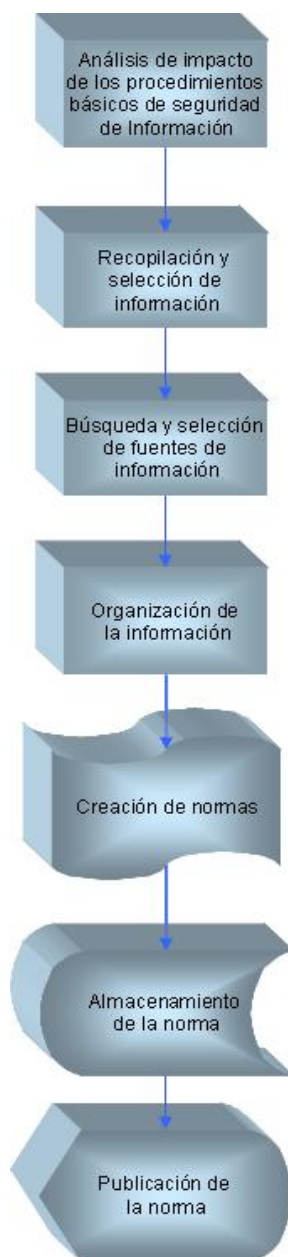 Análisis de impacto
de los procedimientos
básicos de seguridad
de Información
Recopilación y
selección de
información
Búsqueda y selección
de fuentes de
información
Organización de
la información
Creación de normas
Almacenamiento
de la norma
Publicación de
la norma